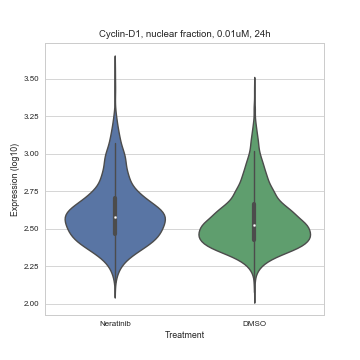 Cyclin-D1, nuclear fraction, 0.01uM, 24h
Expression (log10)
3.50
3.25
3.00
2.75
2.50
2.25
2.00
Neratinib
DMSO
Treatment